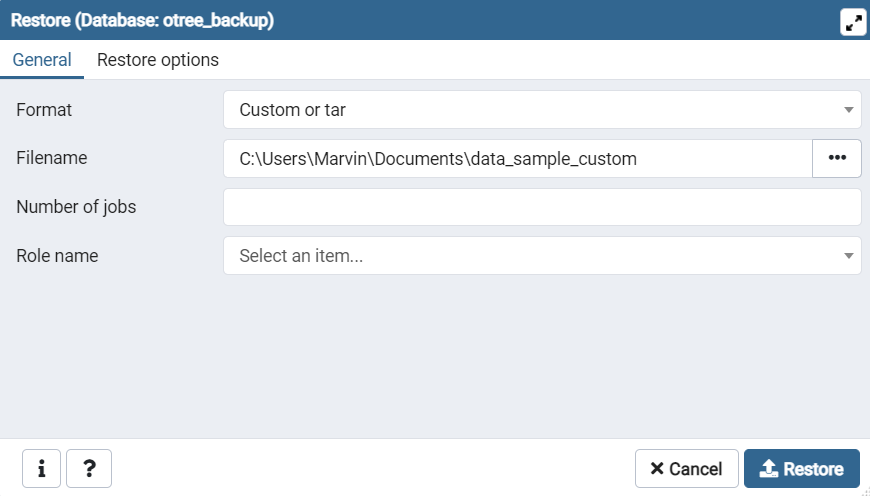 Restore (Database: otree_backup)
General Restore options
Format Custom or tar
Filename C:\Users\Marvin\Documents\data_sample_custom •••
Number of jobs
Role name Select an item...
i ? Cancel Restore